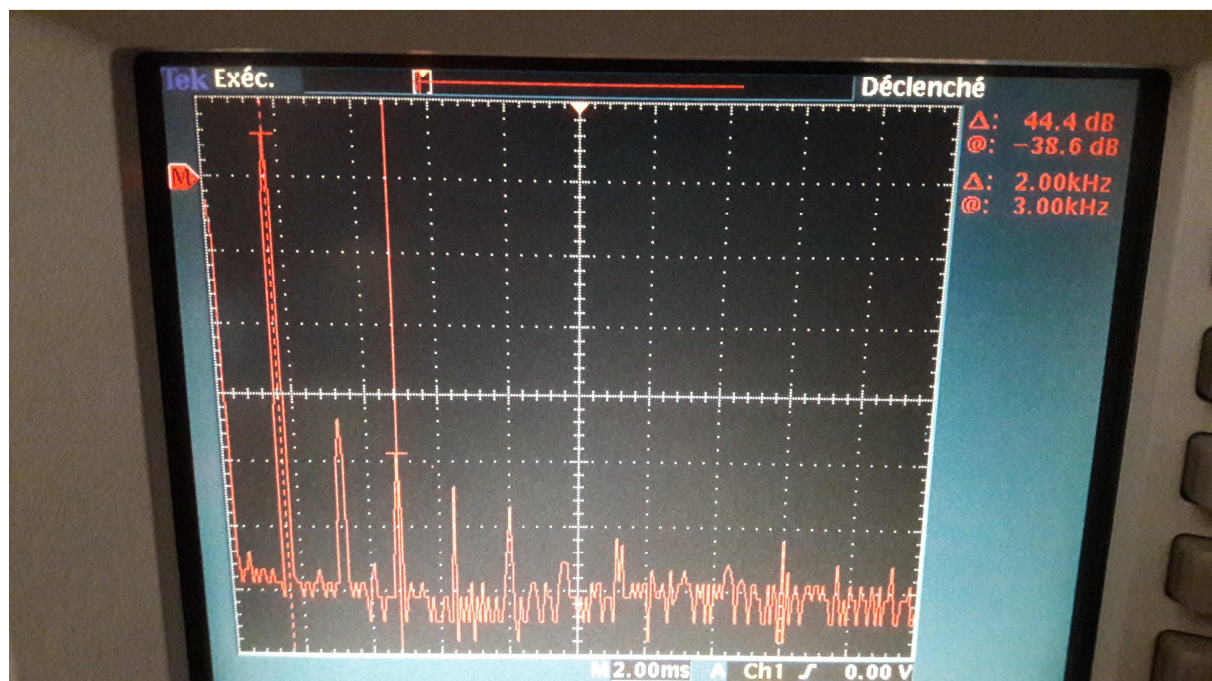 Tek Exéc.
Déclenché
Δ: 44.4 dB
@: −38.6 dB
Δ: 2.00kHz
@: 3.00kHz
M
M 2.00ms A Ch1 ʃ 0.00 V